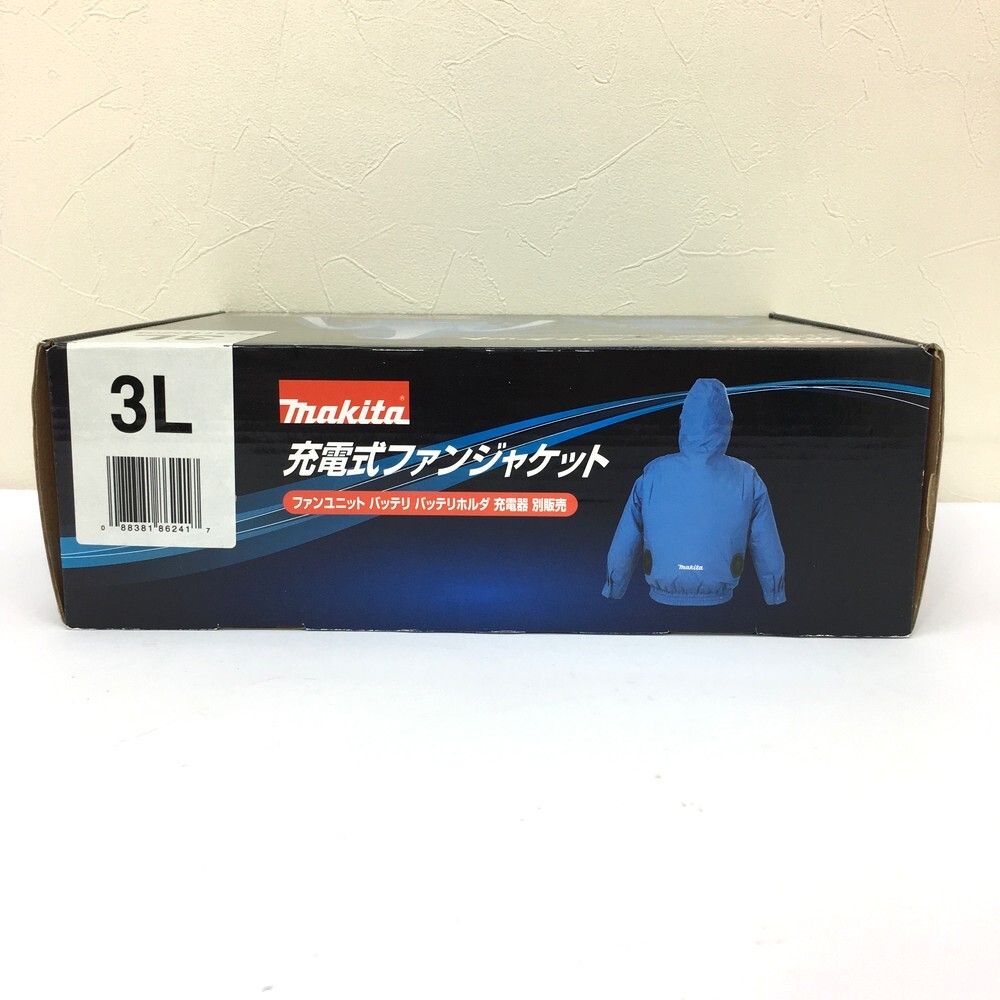 3L
3L
0 88381 86241 7
makita
充電式ファンジャケット
ファンユニット バッテリ バッテリホルダ 充電器 別販売
makita